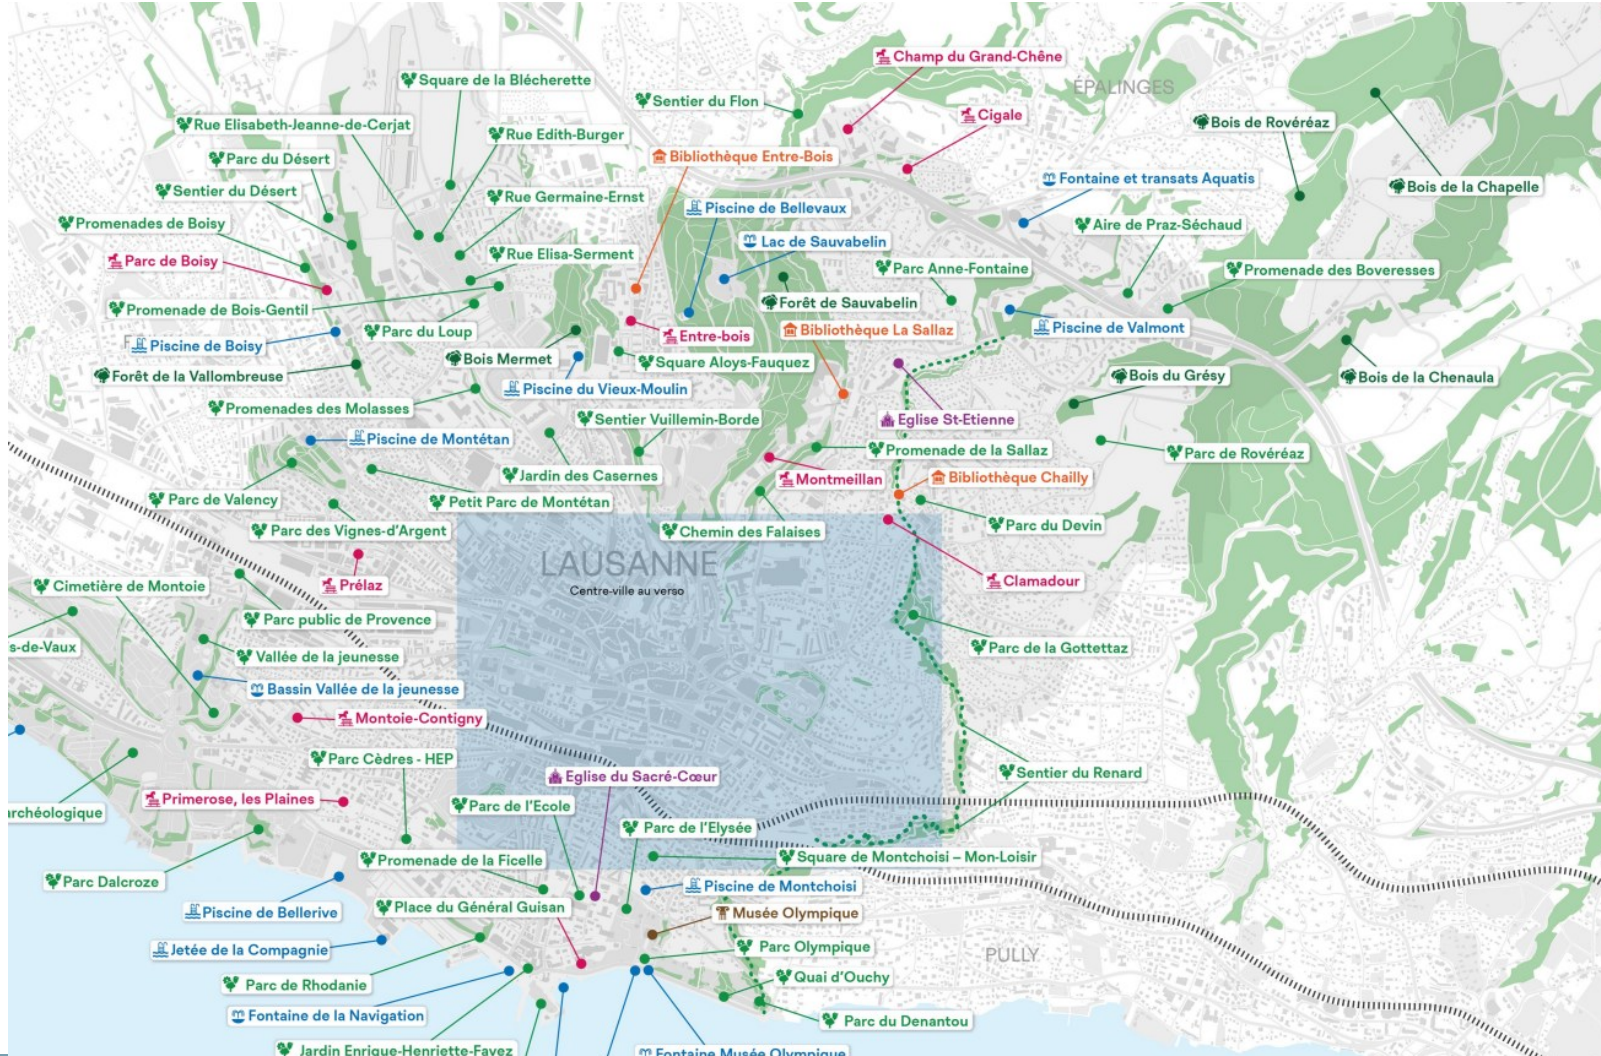 Champ du Grand-Chêne
Square de la Blécherette
ÉPALINGES
Sentier du Flon
Cigale
Bois de Rovéréaz
Rue Elisabeth-Jeanne-de-Cerjat
Rue Edith-Burger
Parc du Désert
Bibliothèque Entre-Bois
Fontaine et transats Aquatis
Bois de la Chapelle
Sentier du Désert
Rue Germaine-Ernst
Piscine de Bellevaux
Promenades de Boisy
Aire de Praz-Séchaud
Lac de Sauvabelin
Rue Elisa-Serment
Parc de Boisy
Parc Anne-Fontaine
Promenade des Boveresses
Forêt de Sauvabelin
Promenade de Bois-Gentil
Parc du Loup
Bibliothèque La Sallaz
Piscine de Valmont
Entre-bois
Piscine de Boisy
Bois Mermet
Square Aloys-Fauquez
Forêt de la Vallombreuse
Bois du Grésy
Bois de la Chenaula
Piscine du Vieux-Moulin
Promenades des Molasses
Sentier Vuillemin-Borde
Eglise St-Etienne
Piscine de Montétan
Promenade de la Sallaz
Parc de Rovéréaz
Jardin des Casernes
Montmeillan
Bibliothèque Chailly
Parc de Valency
Petit Parc de Montétan
Parc des Vignes-d'Argent
Chemin des Falaises
Parc du Devin
LAUSANNE
Centre-ville au verso
Cimetière de Montoie
Prélaz
Clamadour
Parc public de Provence
s-de-Vaux
Vallée de la jeunesse
Parc de la Gottettaz
Bassin Vallée de la jeunesse
Montoie-Contigny
Parc Cèdres - HEP
Eglise du Sacré-Cœur
Sentier du Renard
Primerose, les Plaines
Parc de l'Ecole
archéologique
Parc de l'Elysée
Promenade de la Ficelle
Square de Montchoisi – Mon-Loisir
Parc Dalcroze
Piscine de Montchoisi
Piscine de Bellerive
Place du Général Guisan
Musée Olympique
Jetée de la Compagnie
Parc Olympique
PULLY
Parc de Rhodanie
Quai d'Ouchy
Fontaine de la Navigation
Parc du Denantou
Jardin Enrique-Henriette-Favez
Fontaine Musée Olympique